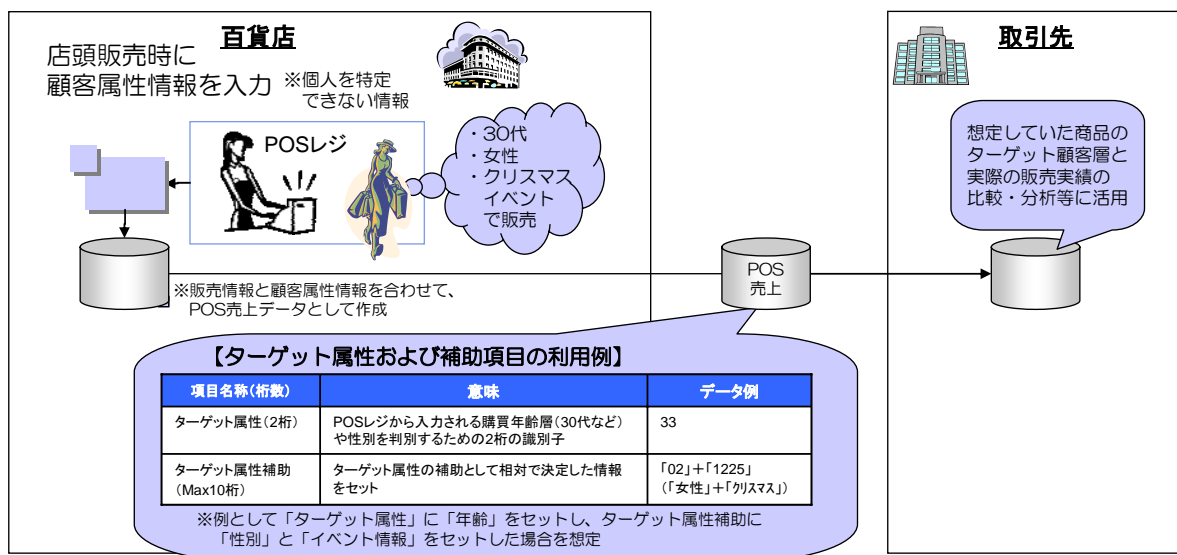 百貨店
取引先
店頭販売時に
顧客属性情報を入力
※個人を特定
できない情報
POSレジ
・30代
・女性
・クリスマス
イベント
で販売
想定していた商品の
ターゲット顧客層と
実際の販売実績の
比較・分析等に活用
POS
売上
※販売情報と顧客属性情報を合わせて、
POS売上データとして作成
【ターゲット属性および補助項目の利用例】
項目名称(桁数) 意味 データ例
ターゲット属性(2桁) POSレジから入力される購買年齢層(30代など) 33
や性別を判別するための2桁の識別子
ターゲット属性補助 ターゲット属性の補助として相対で決定した情報 「02」+「1225」
(Max10桁) をセット (「女性」+「クリスマス」)
※例として「ターゲット属性」に「年齢」をセットし、ターゲット属性補助に
「性別」と「イベント情報」をセットした場合を想定